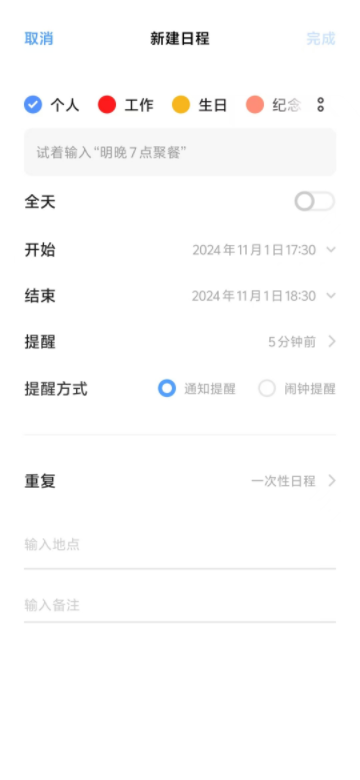 取消 新建日程 完成
个人 工作 生日 纪念
试着输入“明晚7点聚餐”
全天
开始 2024年11月1日17:30
结束 2024年11月1日18:30
提醒 5分钟前
提醒方式 通知提醒 闹钟提醒
重复 一次性日程
输入地点
输入备注